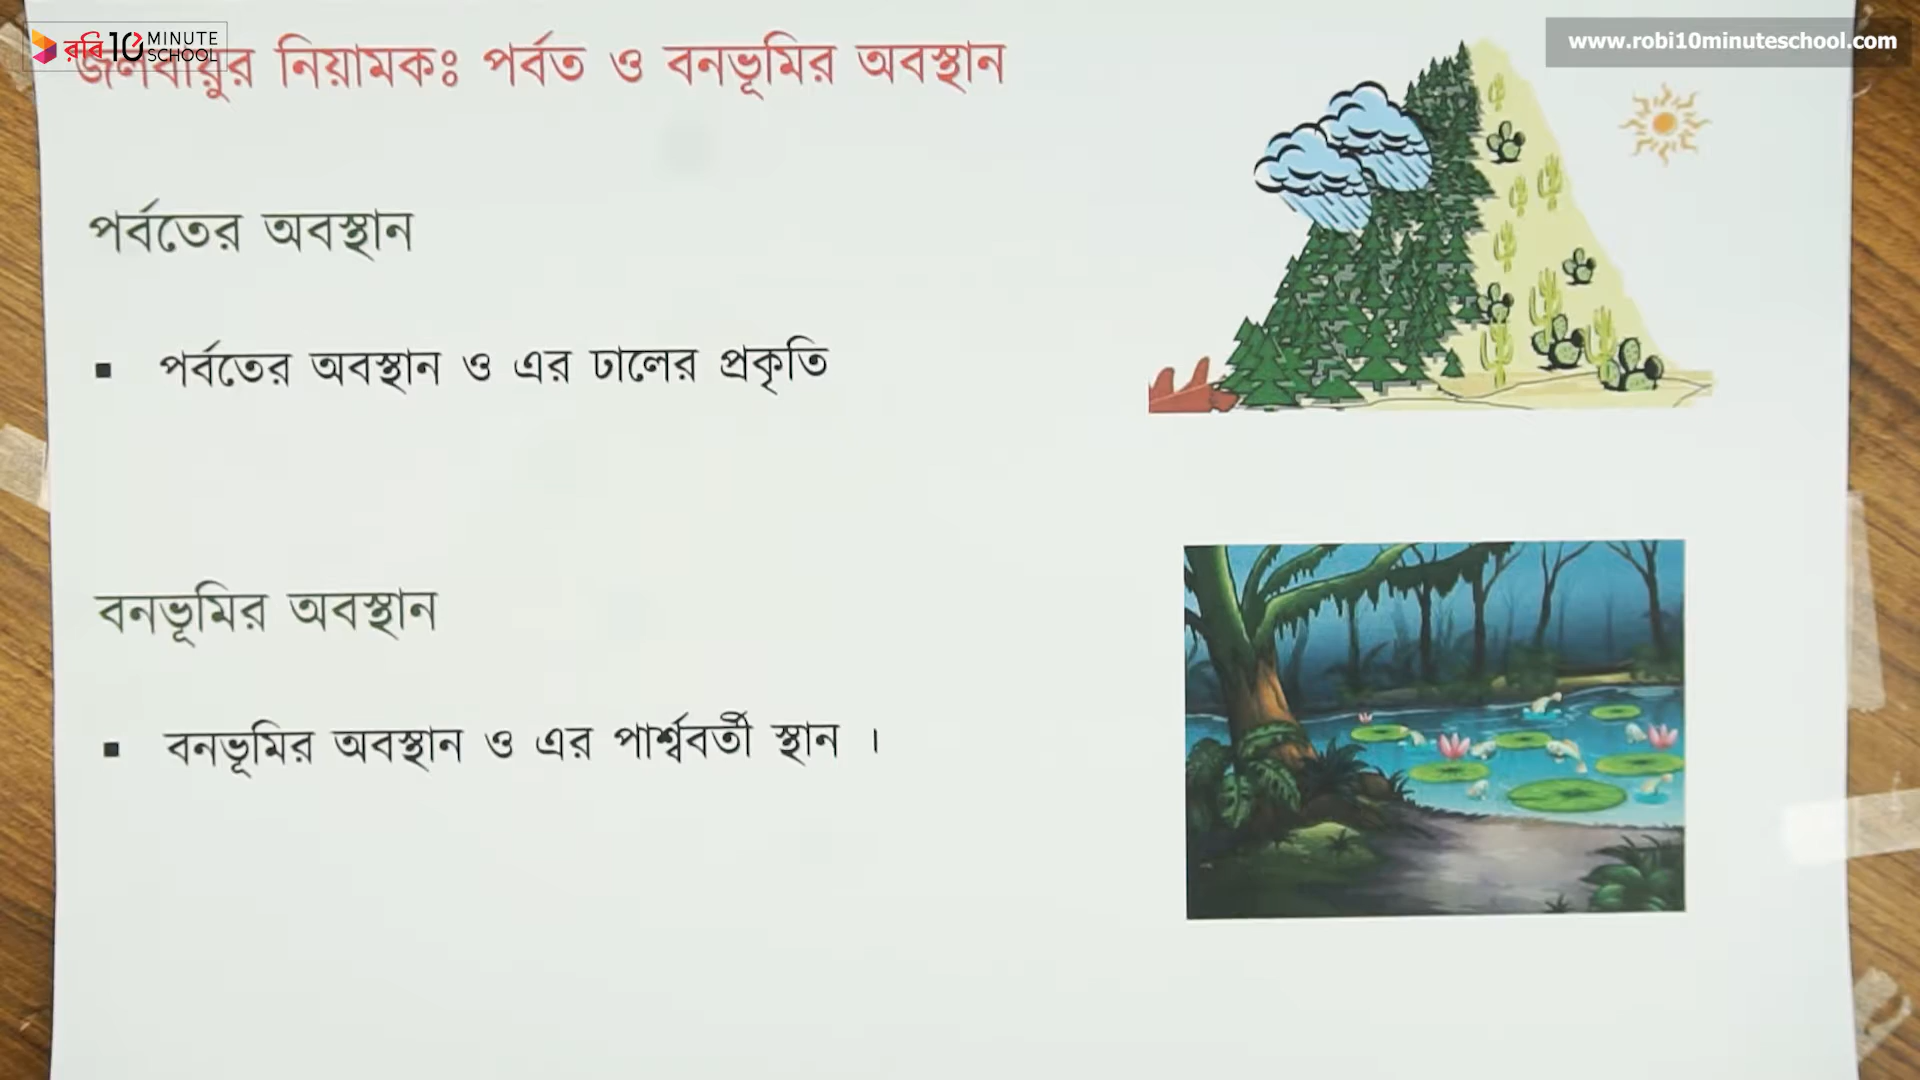 রবি 10 MINUTE SCHOOL
www.robi10minuteschool.com
জলবায়ুর নিয়ামকঃ পর্বত ও বনভূমির অবস্থান
পর্বতের অবস্থান
▪ পর্বতের অবস্থান ও এর ঢালের প্রকৃতি
বনভূমির অবস্থান
▪ বনভূমির অবস্থান ও এর পার্শ্ববর্তী স্থান ।